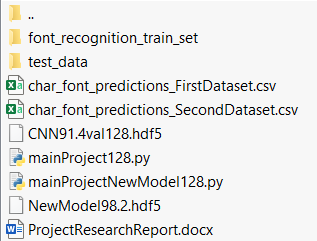 ..
font_recognition_train_set
test_data
char_font_predictions_FirstDataset.csv
char_font_predictions_SecondDataset.csv
CNN91.4val128.hdf5
mainProject128.py
mainProjectNewModel128.py
NewModel98.2.hdf5
ProjectResearchReport.docx